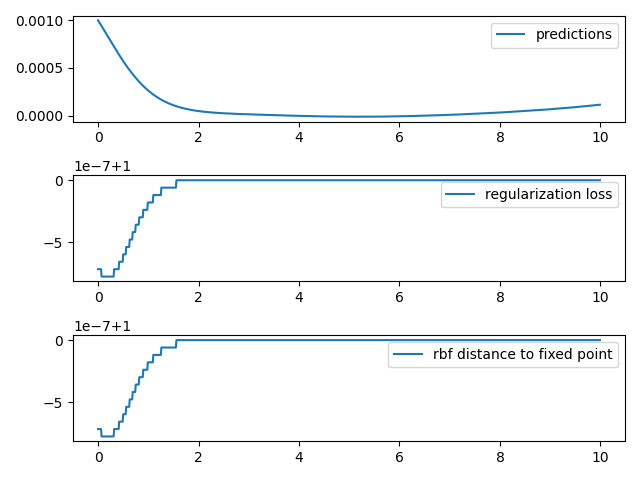 0.0010
0.0005
0.0000
predictions
0 2 4 6 8 10
1e−7+1
0
−5
regularization loss
0 2 4 6 8 10
1e−7+1
0
−5
rbf distance to fixed point
0 2 4 6 8 10